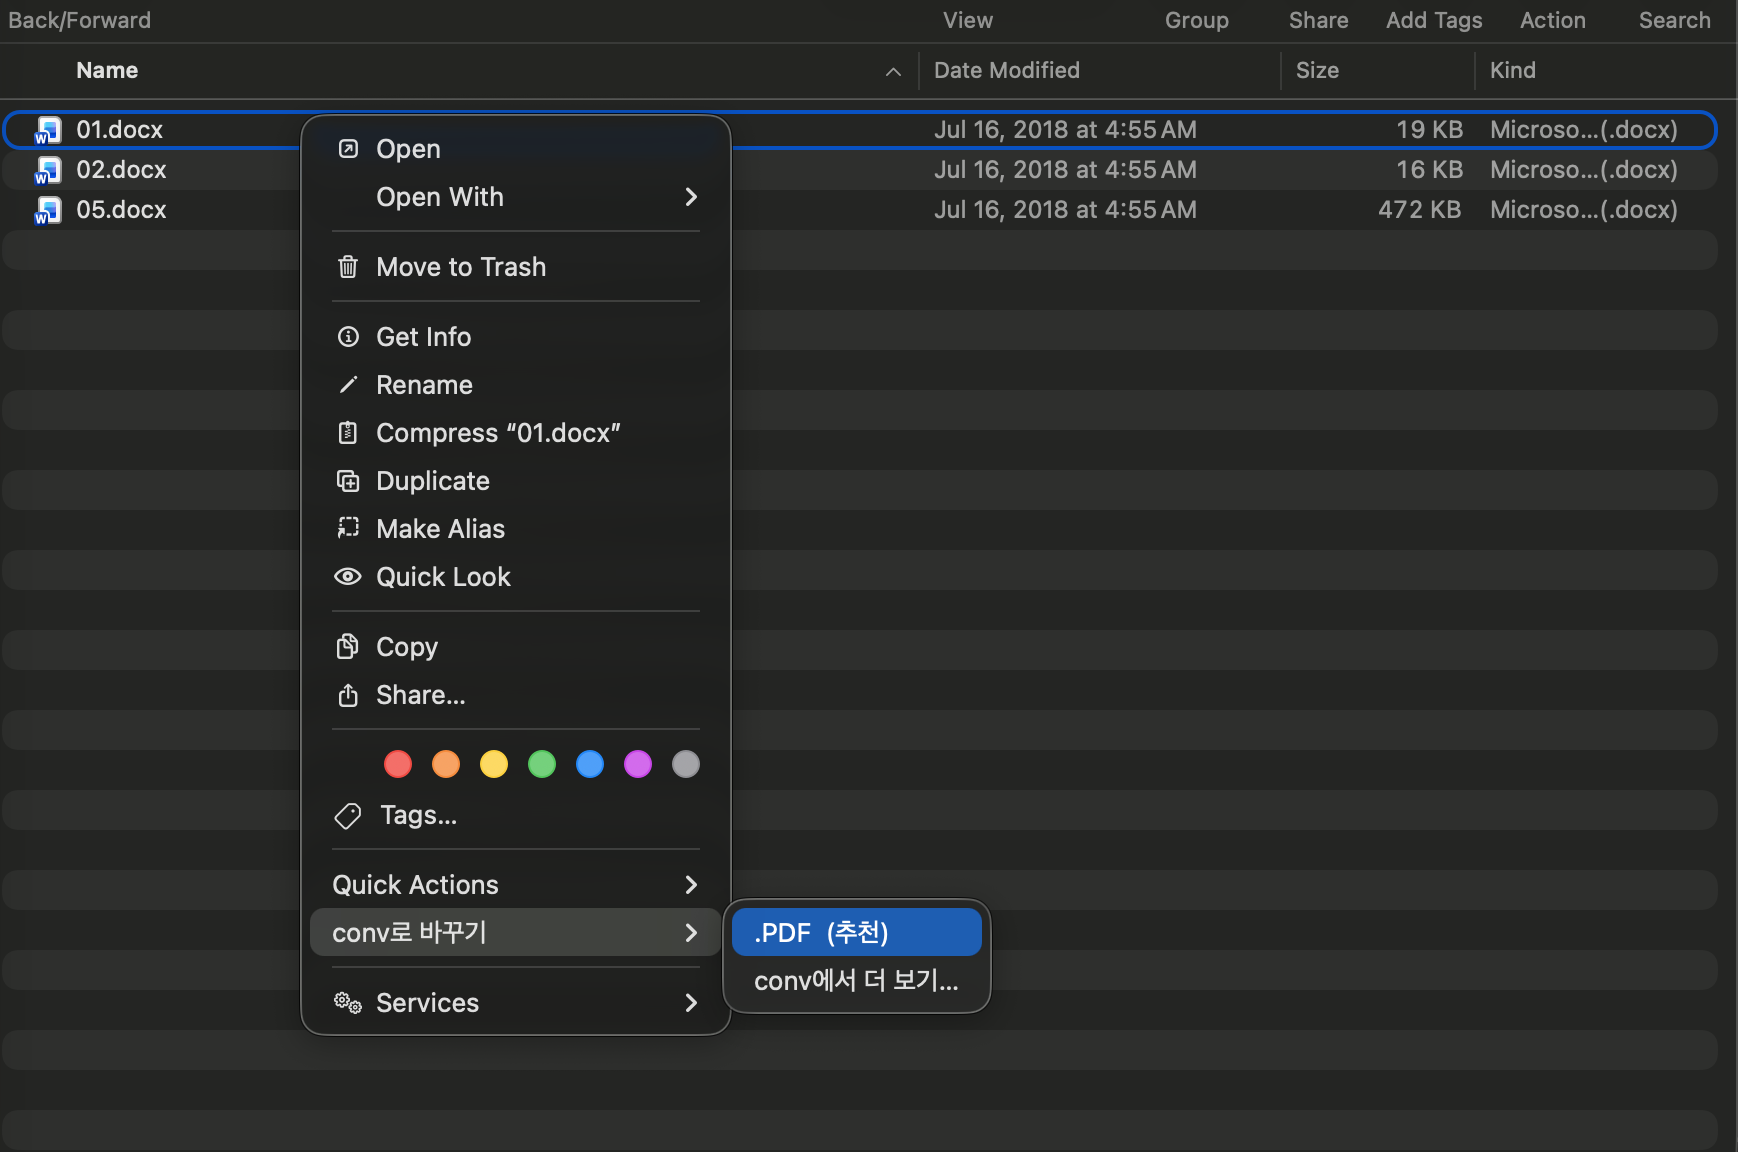 Back/Forward View Group Share Add Tags Action Search
Name Date Modified Size Kind
01.docx Jul 16, 2018 at 4:55 AM 19 KB Microso...(.docx)
02.docx Jul 16, 2018 at 4:55 AM 16 KB Microso...(.docx)
05.docx Jul 16, 2018 at 4:55 AM 472 KB Microso...(.docx)
Open
Open With
Move to Trash
Get Info
Rename
Compress “01.docx”
Duplicate
Make Alias
Quick Look
Copy
Share...
Tags...
Quick Actions
conv로 바꾸기
.PDF (추천)
conv에서 더 보기...
Services